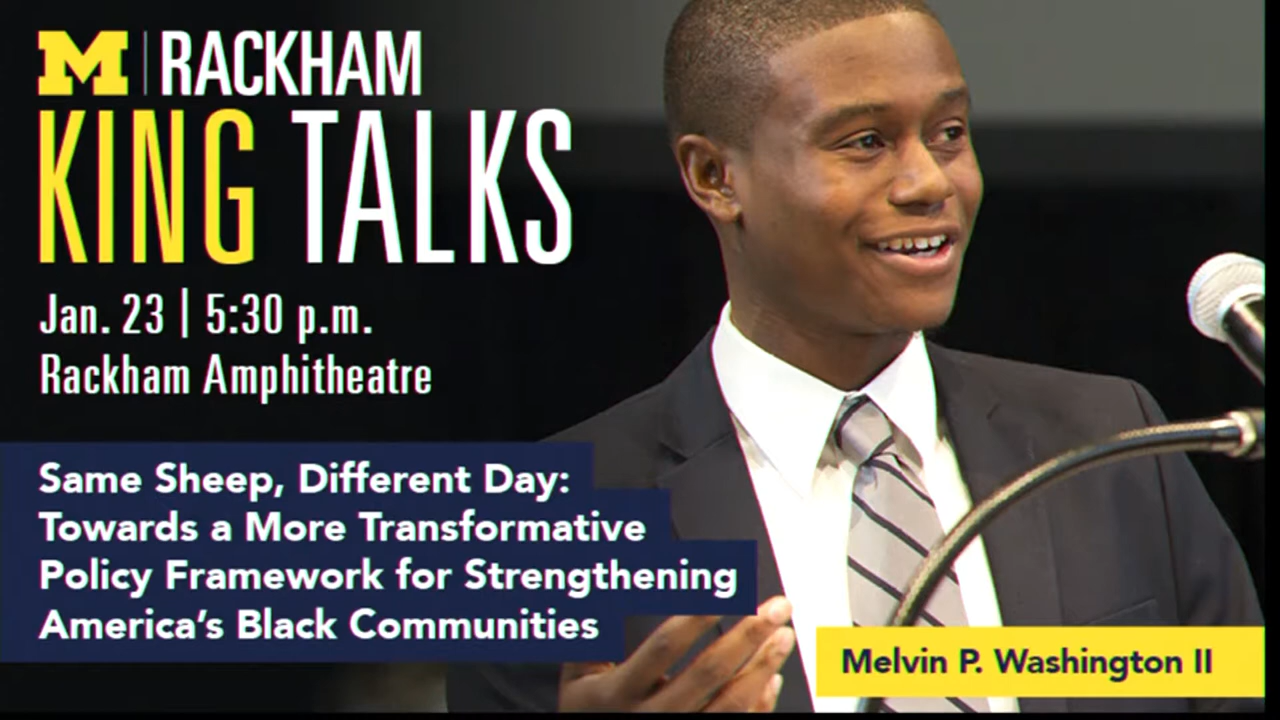 M | RACKHAM
KING TALKS
Jan. 23 | 5:30 p.m.
Rackham Amphitheatre
Same Sheep, Different Day:
Towards a More Transformative
Policy Framework for Strengthening
America's Black Communities
Melvin P. Washington II